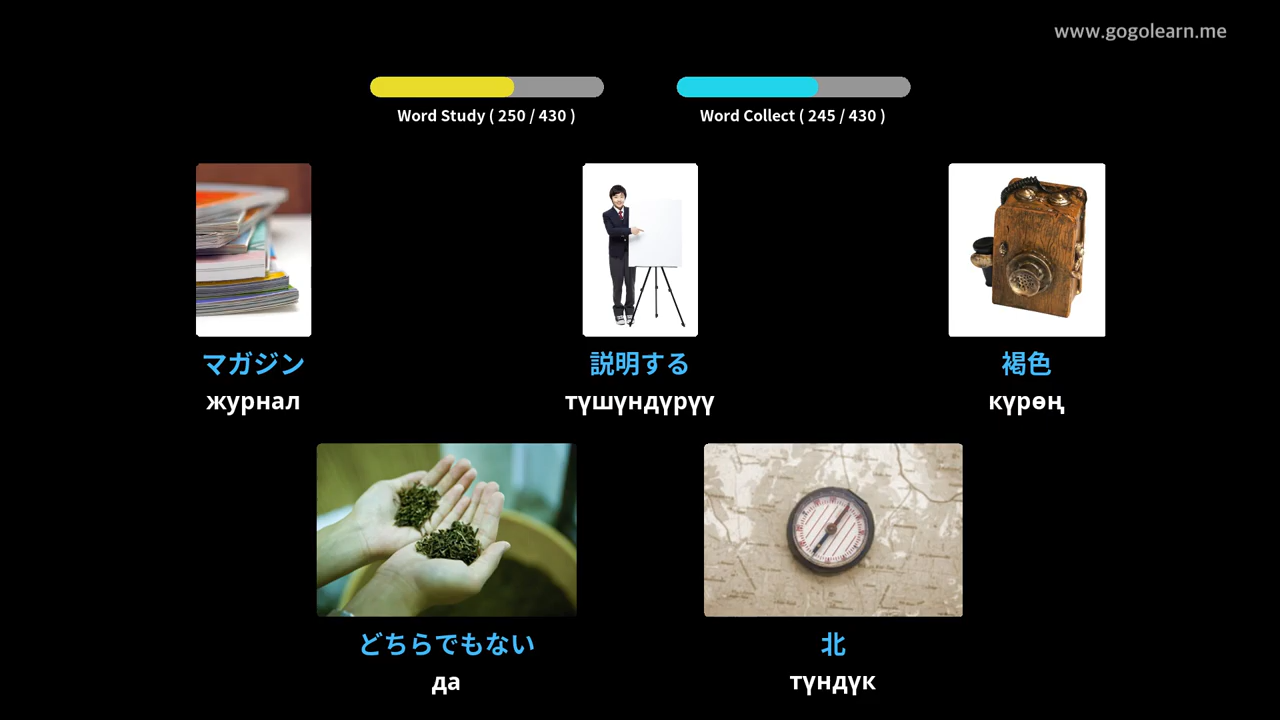 www.gogolearn.me
Word Study ( 250 / 430 )
Word Collect ( 245 / 430 )
マガジン
журнал
説明する
түшүндүрүү
褐色
күрөң
どちらでもない
да
北
түндүк